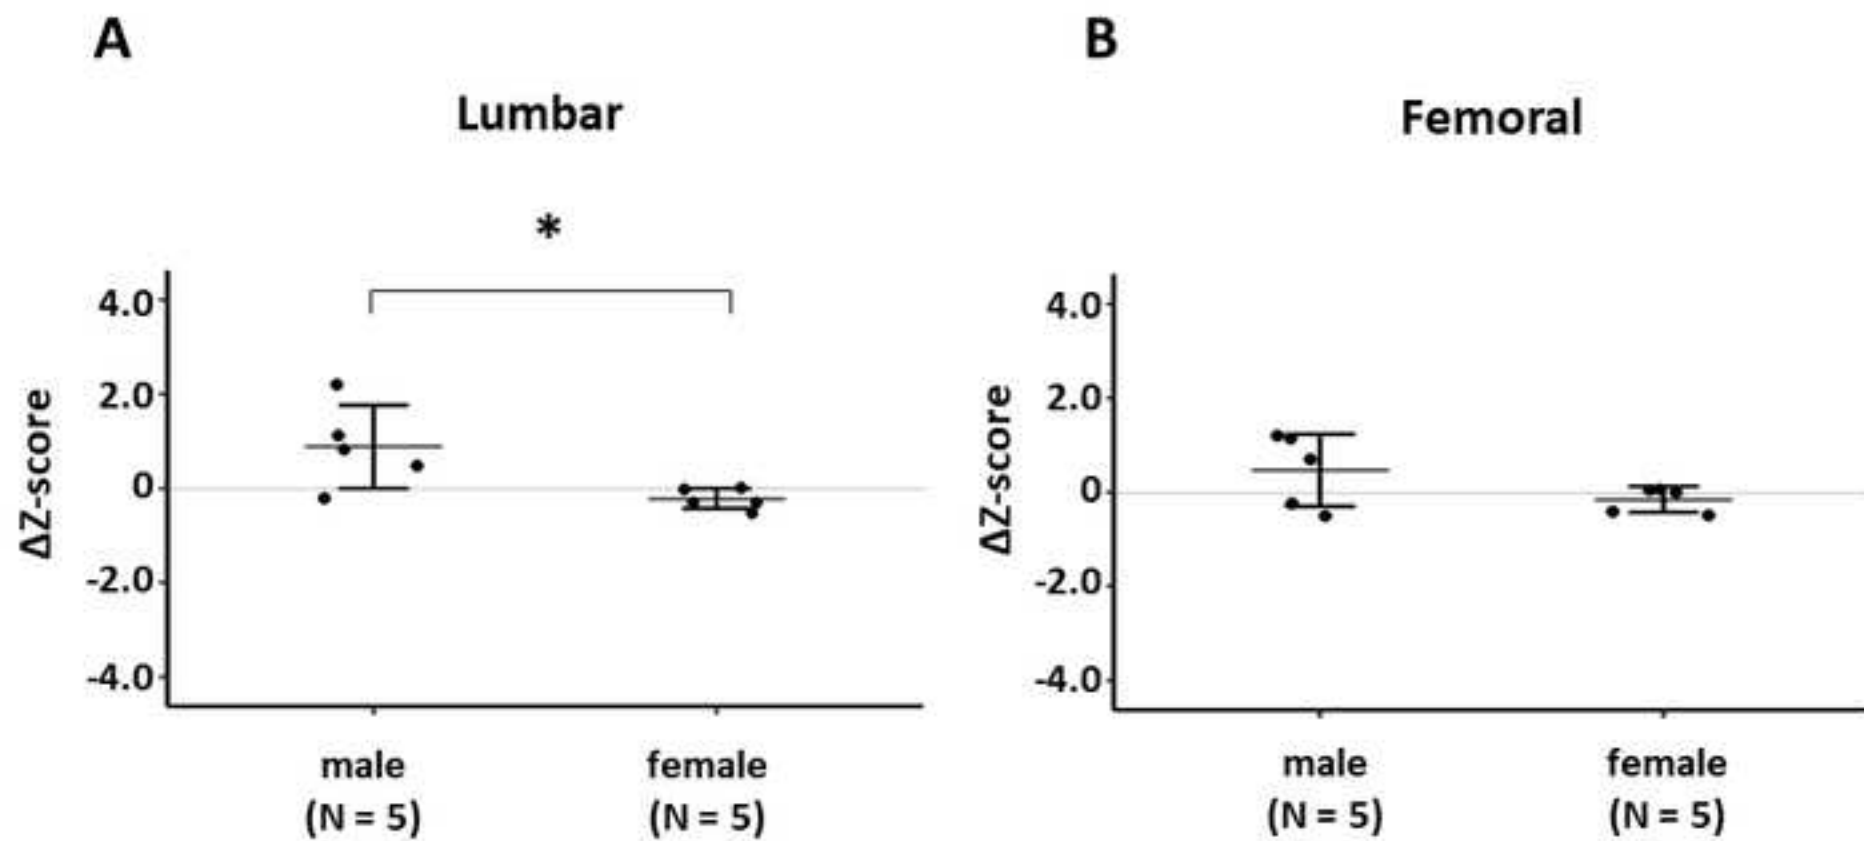 A
Lumbar
*
ΔZ-score
4.0
2.0
0
-2.0
-4.0
male
(N = 5)
female
(N = 5)
B
Femoral
ΔZ-score
4.0
2.0
0
-2.0
-4.0
male
(N = 5)
female
(N = 5)